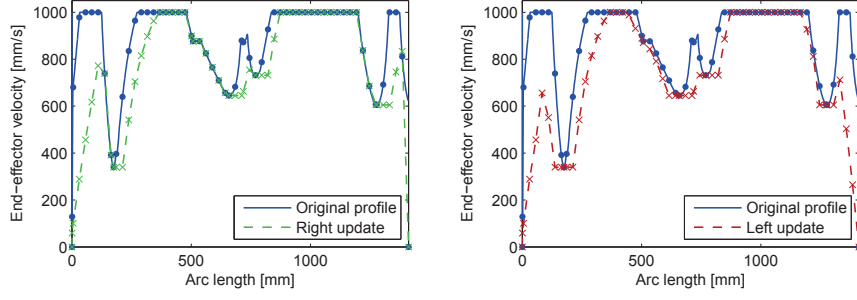 1000
800
600
400
200
0
End−effector velocity [mm/s]
0
500
1000
Arc length [mm]
Original profile
Right update
1000
800
600
400
200
0
End−effector velocity [mm/s]
0
500
1000
Arc length [mm]
Original profile
Left update